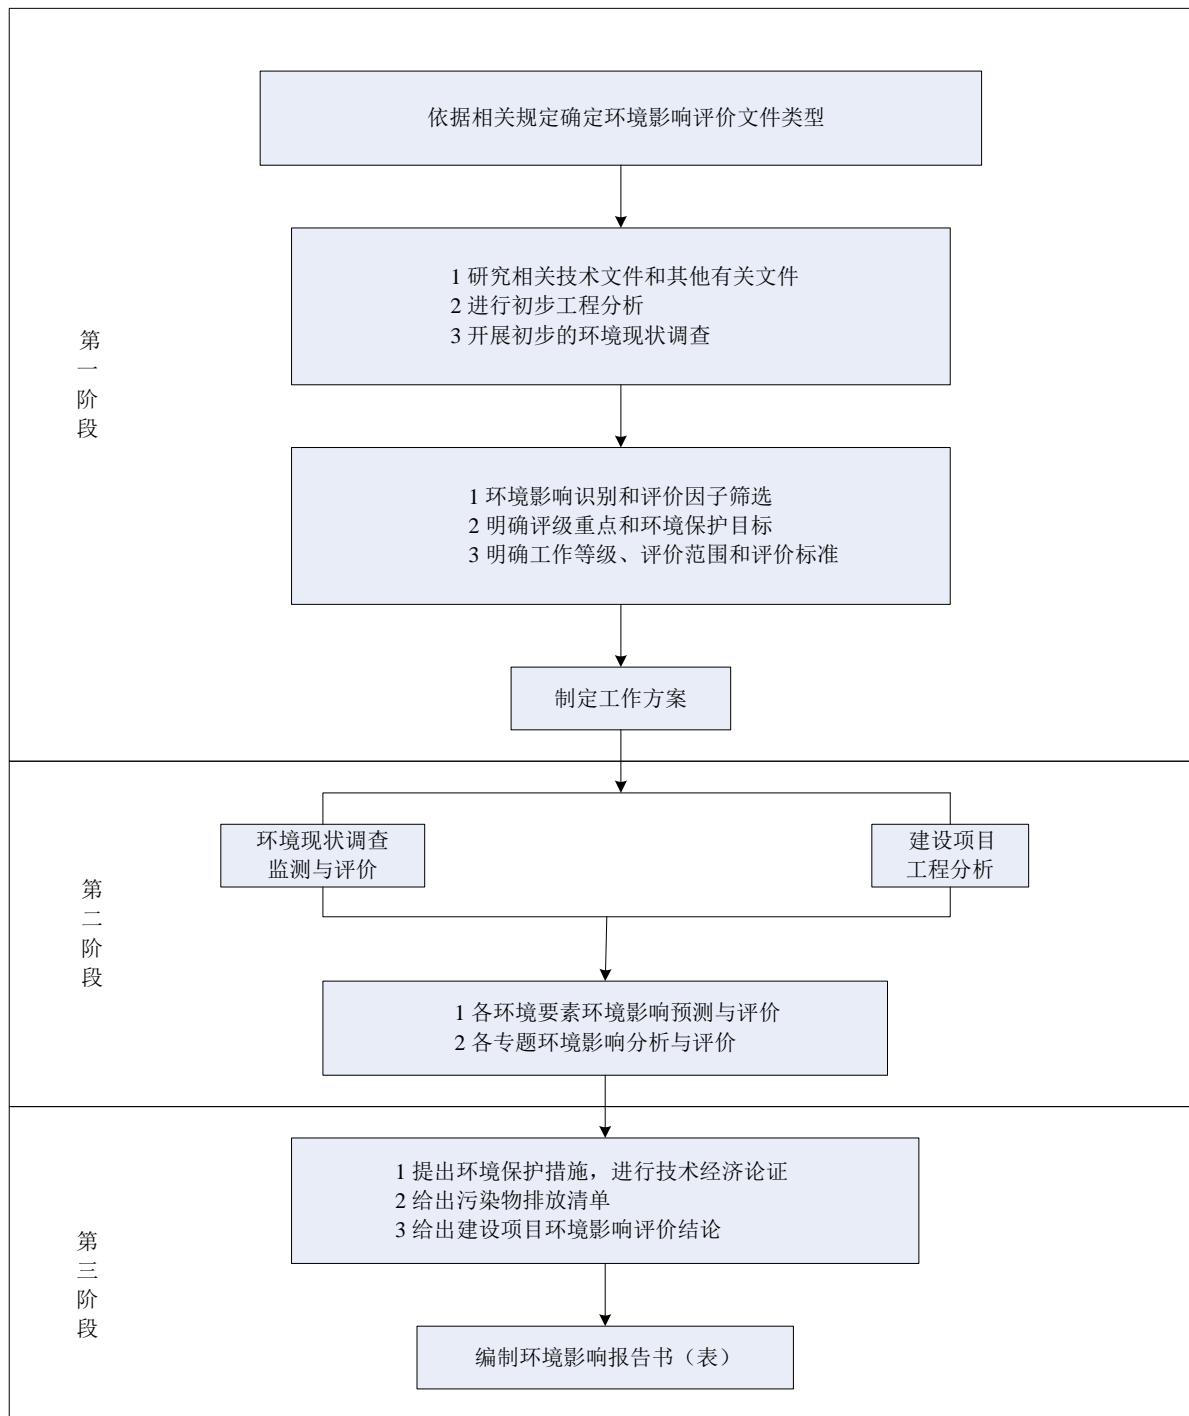 依据相关规定确定环境影响评价文件类型
1 研究相关技术文件和其他有关文件
2 进行初步工程分析
3 开展初步的环境现状调查
第一阶段
1 环境影响识别和评价因子筛选
2 明确评级重点和环境保护目标
3 明确工作等级、评价范围和评价标准
制定工作方案
环境现状调查
监测与评价
建设项目
工程分析
第二阶段
1 各环境要素环境影响预测与评价
2 各专题环境影响分析与评价
1 提出环境保护措施，进行技术经济论证
2 给出污染物排放清单
3 给出建设项目环境影响评价结论
第三阶段
编制环境影响报告书（表）